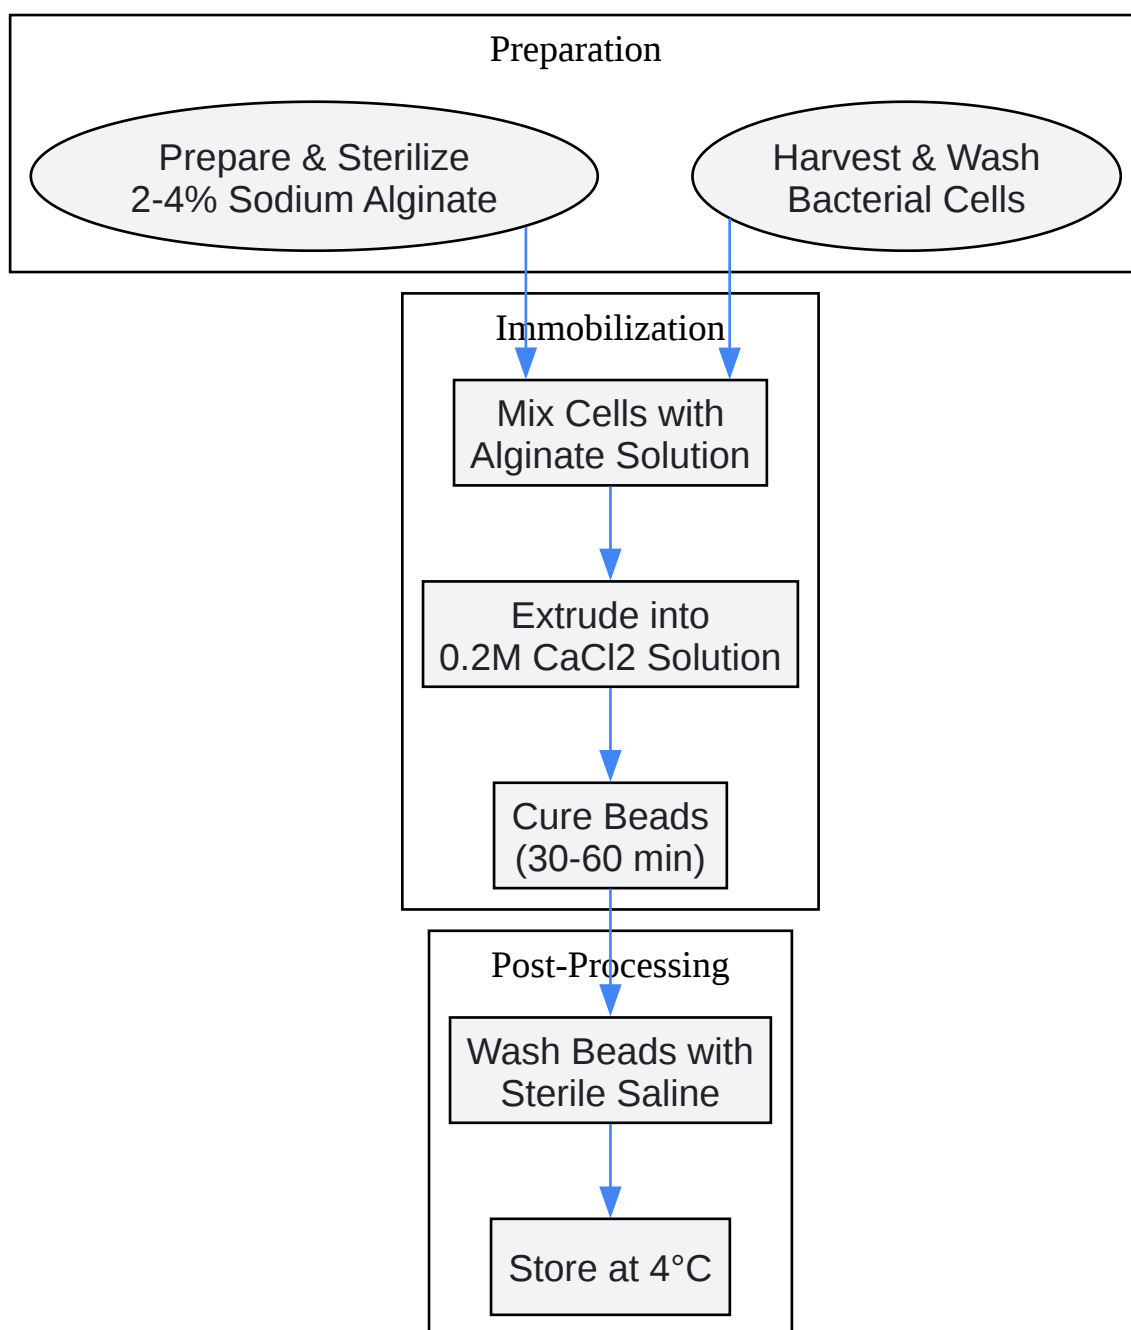 Preparation
Prepare & Sterilize
2-4% Sodium Alginate
Harvest & Wash
Bacterial Cells
Immobilization
Mix Cells with
Alginate Solution
Extrude into
0.2M CaCl2 Solution
Cure Beads
(30-60 min)
Post-Processing
Wash Beads with
Sterile Saline
Store at 4°C